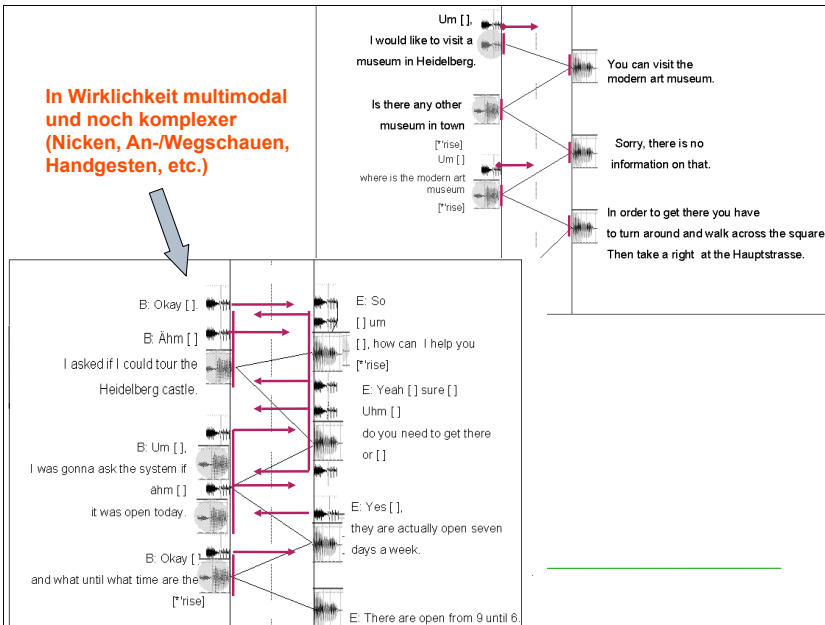 In Wirklichkeit multimodal
und noch komplexer
(Nicken, An-/Wegschauen,
Handgesten, etc.)
Um [ ],
I would like to visit a
museum in Heidelberg.
You can visit the
modern art museum.
Is there any other
museum in town
[*'rise]
Sorry, there is no
information on that.
Um [ ]
where is the modern art
museum
[*'rise]
In order to get there you have
to turn around and walk across the square
Then take a right at the Hauptstrasse.
B: Okay [ ].
B: Ähm [ ]
I asked if I could tour the
Heidelberg castle.
B: Um [ ],
I was gonna ask the system if
ähm [ ]
it was open today.
B: Okay [ ]
and what until what time are the
[*'rise]
E: So
[ ] um
[ ], how can I help you
[*'rise]
E: Yeah [ ] sure [ ]
Uhm [ ]
do you need to get there
or [ ]
E: Yes [ ],
they are actually open seven
days a week.
E: There are open from 9 until 6.